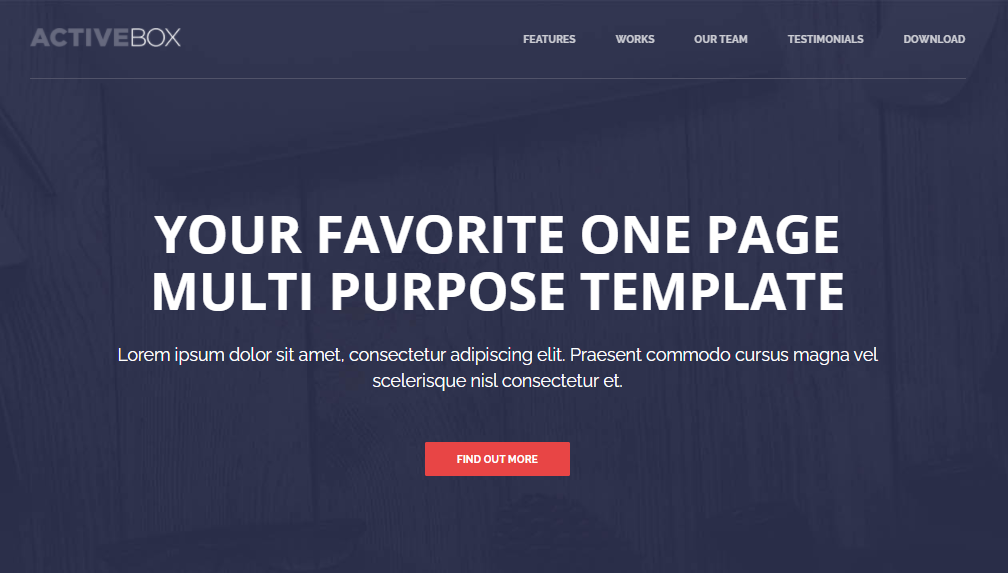 ACTIVEBOX
FEATURES WORKS OUR TEAM TESTIMONIALS DOWNLOAD
YOUR FAVORITE ONE PAGE
MULTI PURPOSE TEMPLATE
Lorem ipsum dolor sit amet, consectetur adipiscing elit. Praesent commodo cursus magna vel
scelerisque nisl consectetur et.
FIND OUT MORE